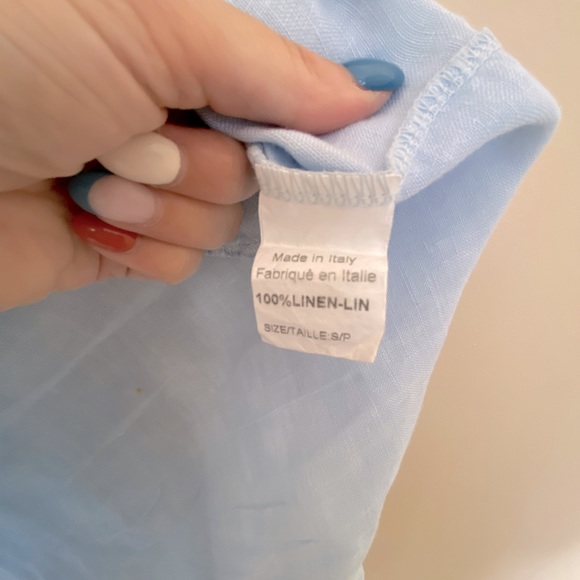 Made in Italy
Fabriqué en Italie
100%LINEN-LIN
SIZE/TAILLE:S/P